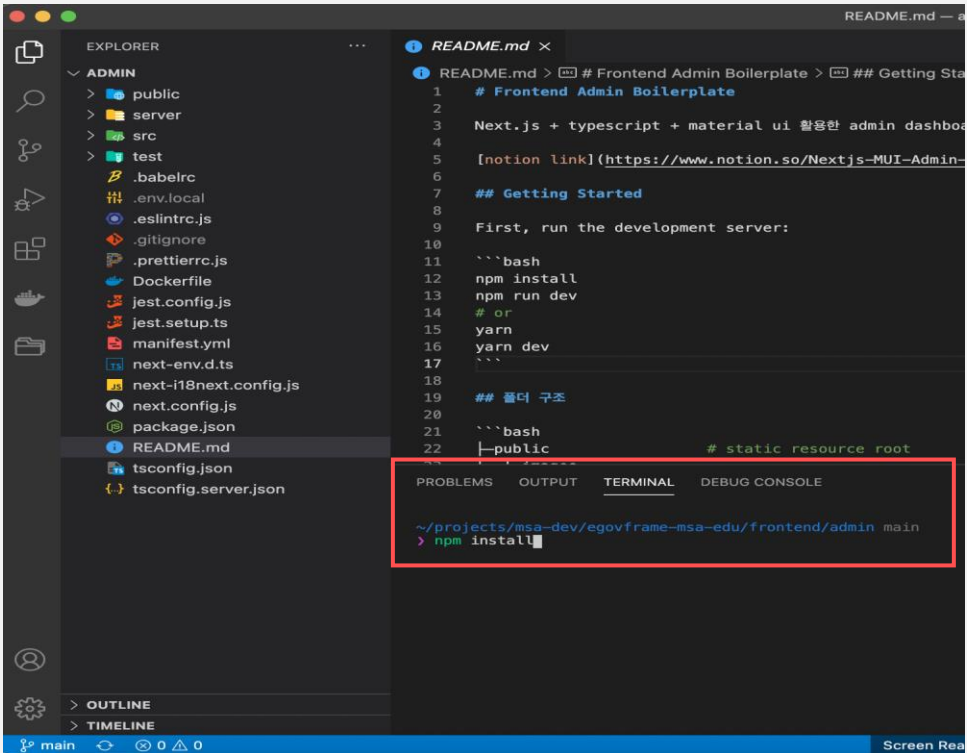 README.md — a
EXPLORER
ADMIN
public
server
src
test
.babelrc
.env.local
.eslintrc.js
.gitignore
.prettierrc.js
Dockerfile
jest.config.js
jest.setup.ts
manifest.yml
next-env.d.ts
next-i18next.config.js
next.config.js
package.json
README.md
tsconfig.json
tsconfig.server.json
OUTLINE
TIMELINE
README.md ×
README.md > # Frontend Admin Boilerplate > ## Getting Sta
1 # Frontend Admin Boilerplate
2
3 Next.js + typescript + material ui 활용한 admin dashboa
4
5 [notion link](https://www.notion.so/Nextjs-MUI-Admin-
6
7 ## Getting Started
8
9 First, run the development server:
10
11 ```bash
12 npm install
13 npm run dev
14 # or
15 yarn
16 yarn dev
17 ```
18
19 ## 폴더 구조
20
21 ```bash
22 ├─public # static resource root
PROBLEMS OUTPUT TERMINAL DEBUG CONSOLE
~/projects/msa-dev/egovframe-msa-edu/frontend/admin main
❯ npm install
main 0 0
Screen Rea